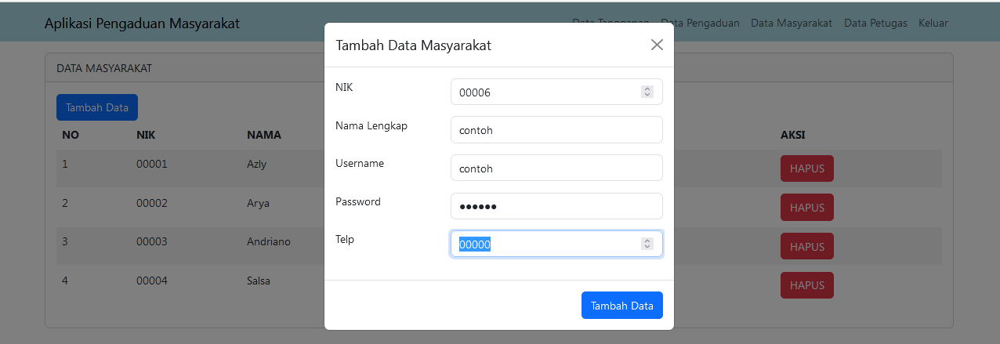 Aplikasi Pengaduan Masyarakat
Data Tanggapan Data Pengaduan Data Masyarakat Data Petugas Keluar
Tambah Data Masyarakat
DATA MASYARAKAT
NIK 00006
Tambah Data
Nama Lengkap contoh
NO NIK NAMA AKSI
Username contoh
1 00001 Azly HAPUS
Password ••••••
2 00002 Arya HAPUS
Telp 00000
3 00003 Andriano HAPUS
4 00004 Salsa HAPUS
Tambah Data